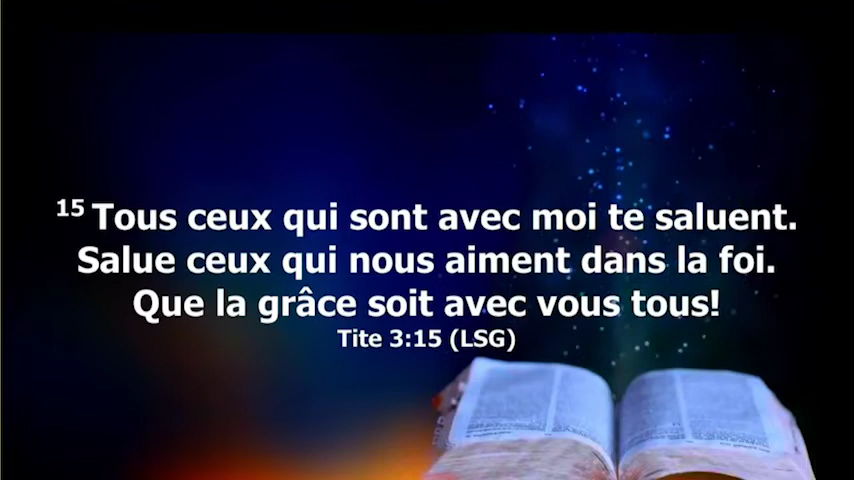 15 Tous ceux qui sont avec moi te saluent.
Salue ceux qui nous aiment dans la foi.
Que la grâce soit avec vous tous!
Tite 3:15 (LSG)